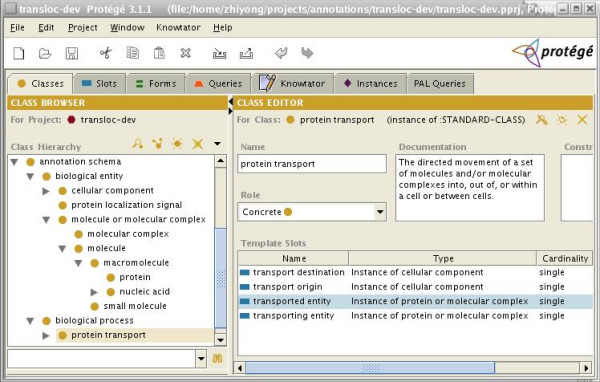 transloc-dev Protégé 3.1.1 (file:/home/zhiyong/projects/annotations/transloc-dev/transloc-dev.pprj, Proté
File Edit Project Window Knowtator Help
protégé
Classes Slots Forms Queries Knowtator Instances PAL Queries
CLASS BROWSER
For Project: transloc-dev
Class Hierarchy
annotation schema
biological entity
cellular component
protein localization signal
molecule or molecular complex
molecular complex
molecule
macromolecule
protein
nucleic acid
small molecule
biological process
protein transport
CLASS EDITOR
For Class: protein transport (instance of :STANDARD-CLASS)
Name Documentation Constr
protein transport
The directed movement of a set
of molecules and/or molecular
complexes into, out of, or within
a cell or between cells.
Role
Concrete
Template Slots
Name Type Cardinality
transport destination Instance of cellular component single
transport origin Instance of cellular component single
transported entity Instance of protein or molecular complex single
transporting entity Instance of protein or molecular complex single